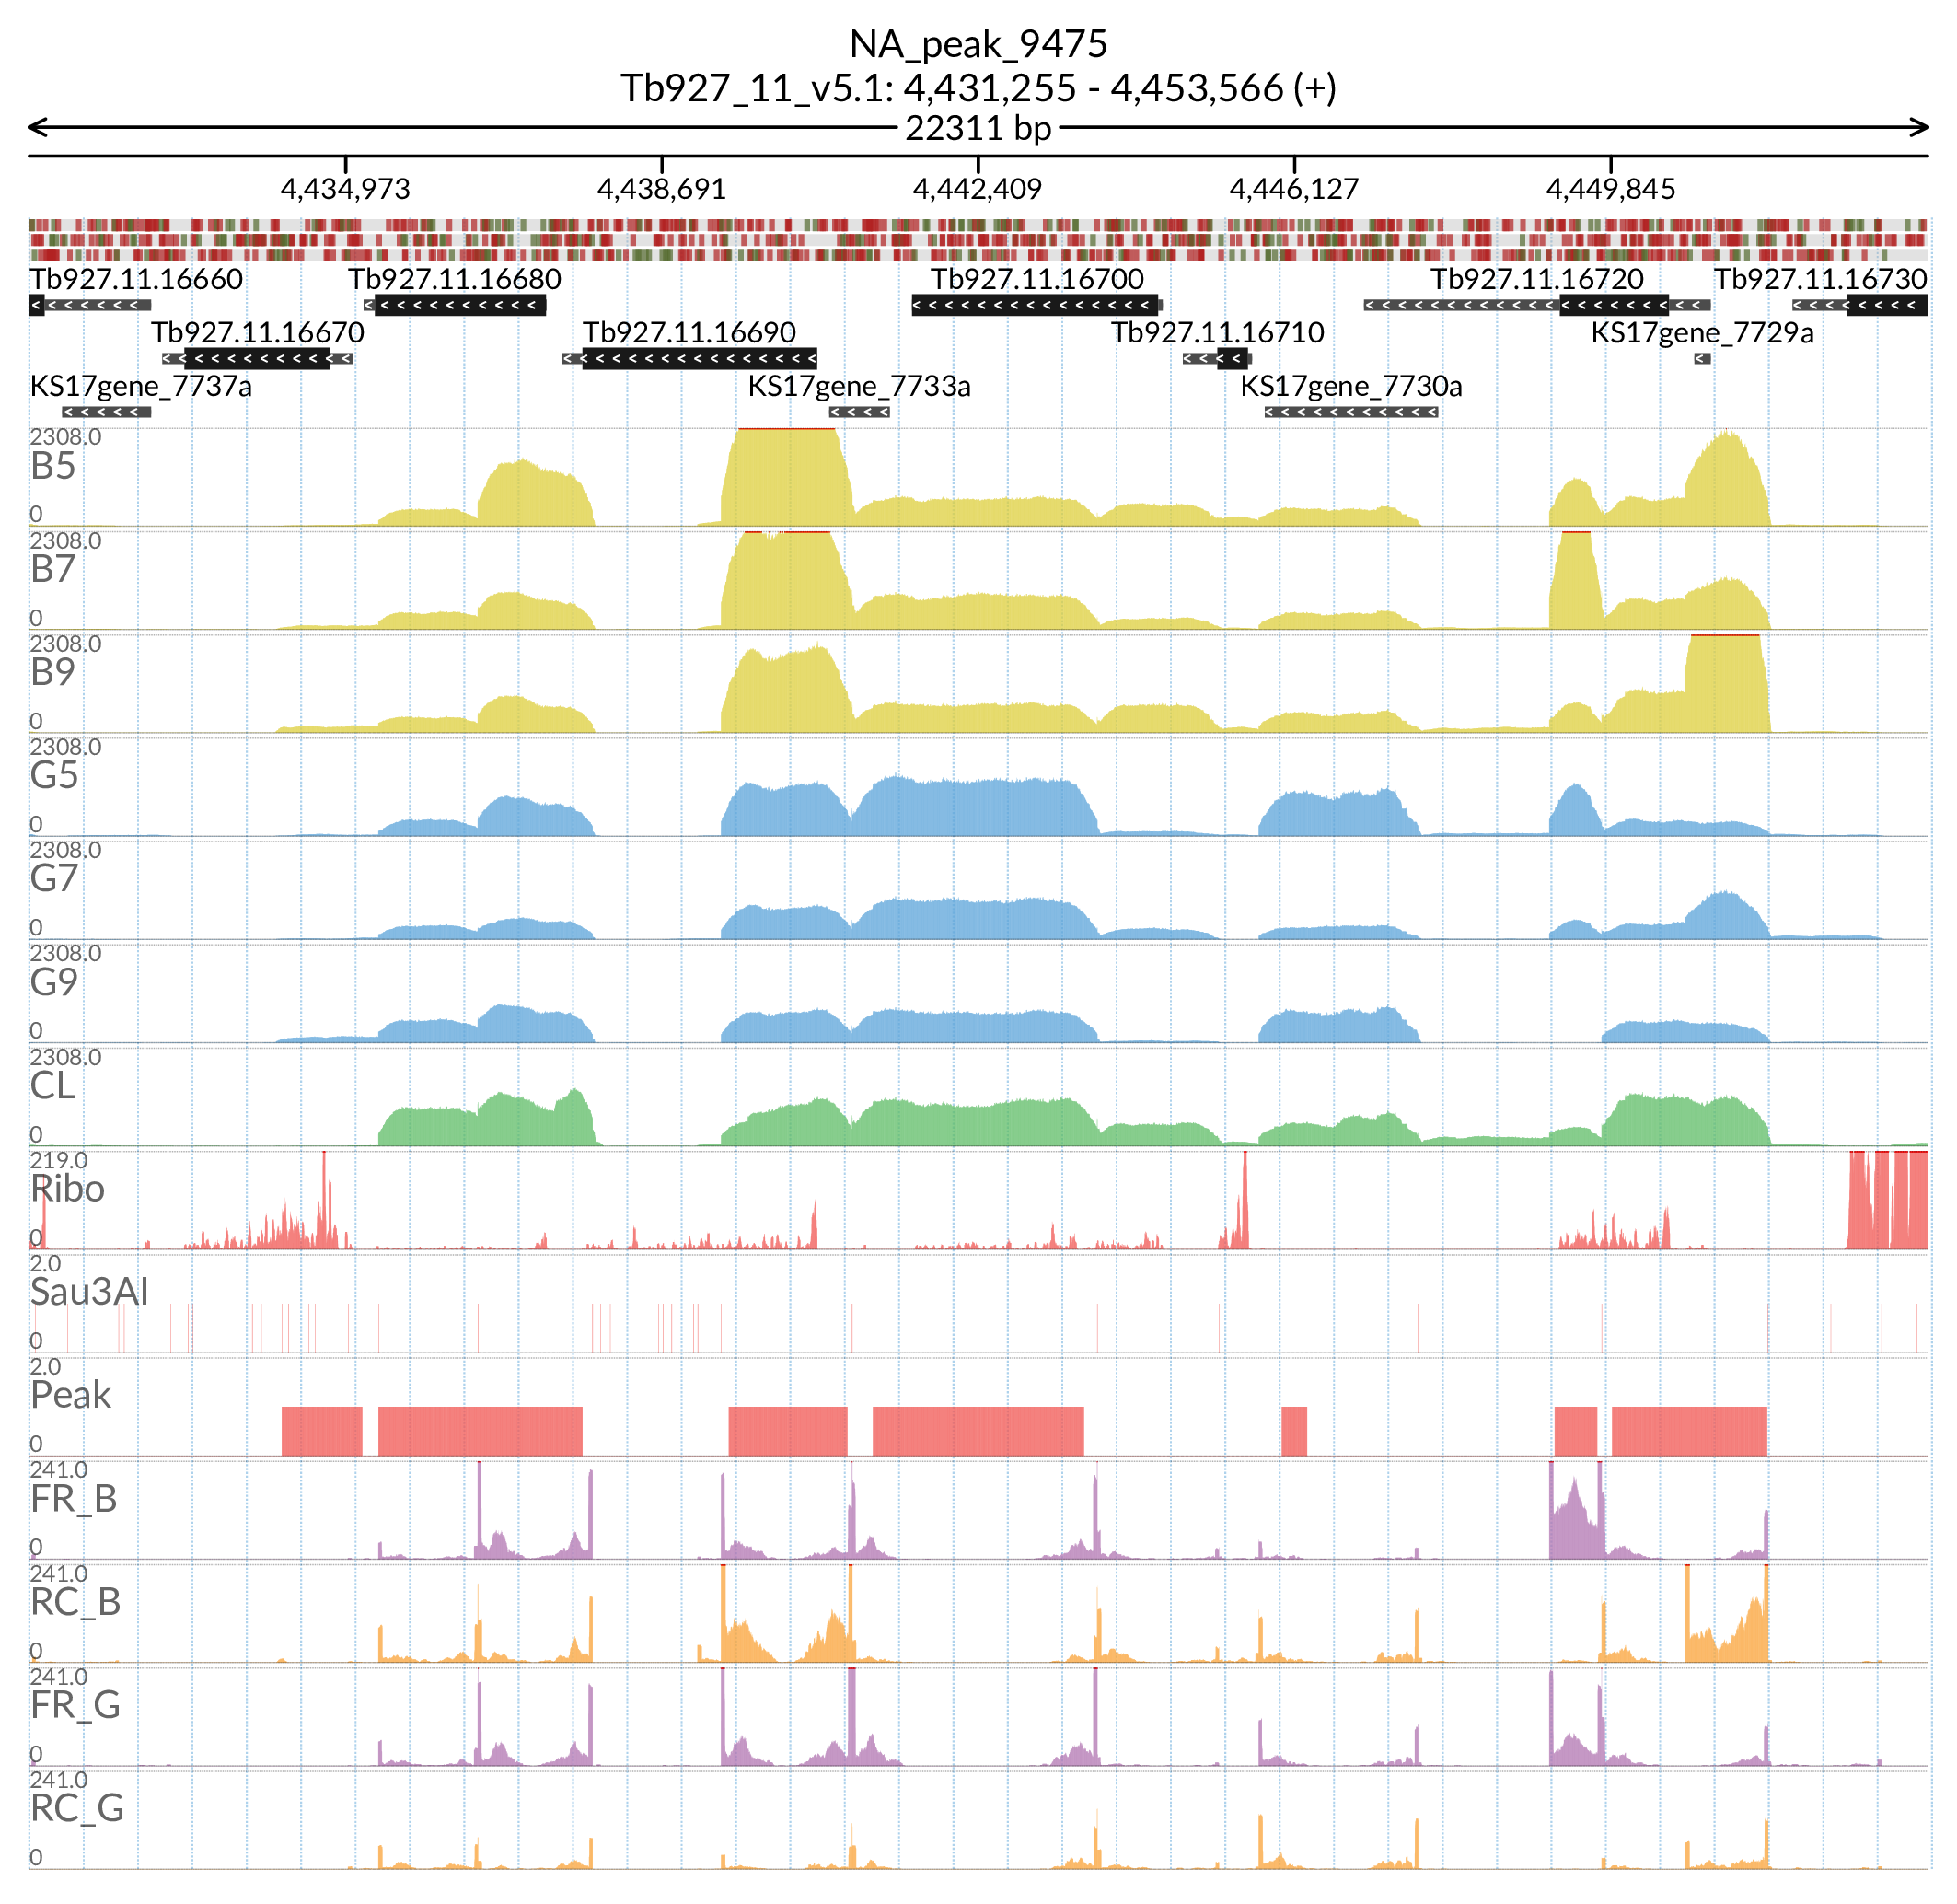 NA_peak_9475
Tb927_11_v5.1: 4,431,255 - 4,453,566 (+)
22311 bp
4,434,973 4,438,691 4,442,409 4,446,127 4,449,845
Tb927.11.16660 Tb927.11.16680 Tb927.11.16700 Tb927.11.16720 Tb927.11.16730
Tb927.11.16670 Tb927.11.16690 Tb927.11.16710 KS17gene_7729a
KS17gene_7737a KS17gene_7733a KS17gene_7730a
2308.0
B5
0
2308.0
B7
0
2308.0
B9
0
2308.0
G5
0
2308.0
G7
0
2308.0
G9
0
2308.0
CL
0
219.0
Ribo
0
2.0
Sau3AI
0
2.0
Peak
0
241.0
FR_B
0
241.0
RC_B
0
241.0
FR_G
0
241.0
RC_G
0